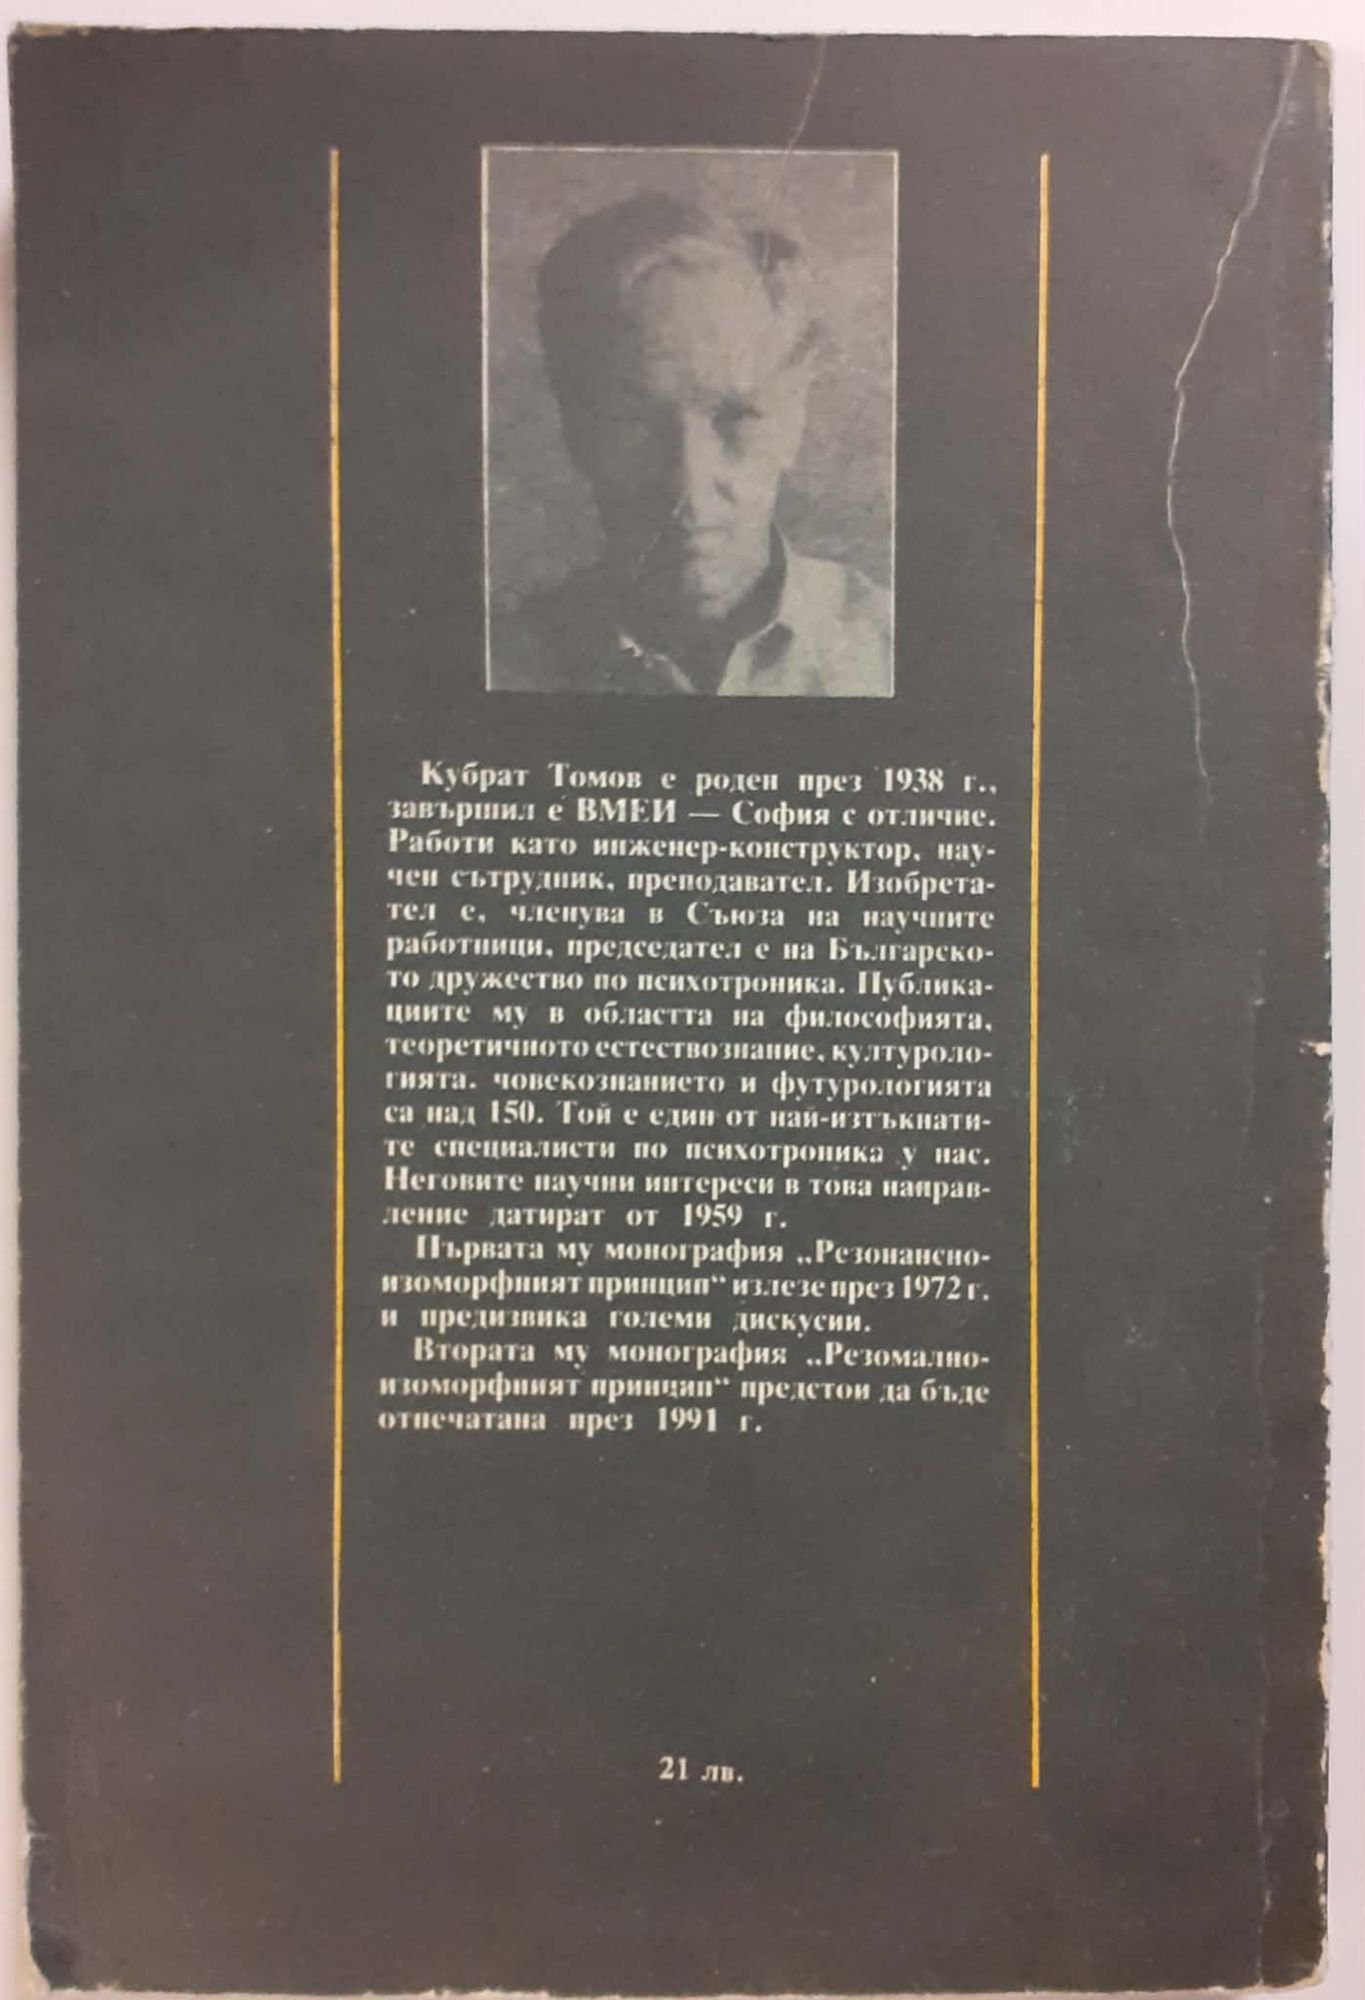 Кубрат Томов е роден през 1938 г.,
завършил е ВМЕИ — София с отличие.
Работи като инженер-конструктор, нау-
чен сътрудник, преподавател. Изобрета-
тел е, членува в Съюза на научните
работници, председател е на Българско-
то дружество по психотроника. Публика-
циите му в областта на философията,
теоретичното естествознание, културоло-
гията. човекознанието и футурологията
са над 150. Той е един от най-изтъкнати-
те специалисти по психотроника у нас.
Неговите научни интереси в това направ-
ление датират от 1959 г.
Първата му монография „Резонансно-
изоморфният принцип“ излезе през 1972 г.
и предизвика големи дискусии.
Втората му монография „Резомално-
изоморфният принцип“ предстои да бъде
отпечатана през 1991 г.
21 лв.